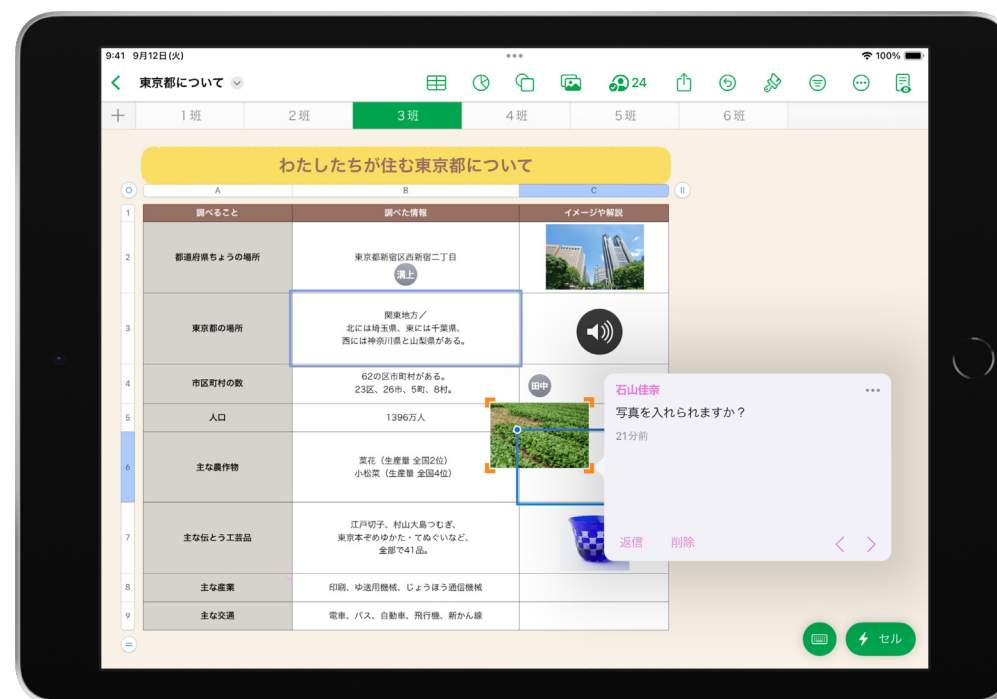 9:41 9月12日(火)
100%
東京都について
24
1班
2班
3班
4班
5班
6班
わたしたちが住む東京都について
A
B
C
1
調べること
調べた情報
イメージや解説
2
都道府県ちょうの場所
東京都新宿区西新宿二丁目
溝上
3
東京都の場所
関東地方／
北には埼玉県、東には千葉県、
西には神奈川県と山梨県がある。
4
市区町村の数
62の区市町村がある。
23区、26市、5町、8村。
田中
石山佳奈
写真を入れられますか？
21分前
返信
削除
5
人口
1396万人
6
主な農作物
菜花（生産量 全国2位）
小松菜（生産量 全国4位）
7
主な伝とう工芸品
江戸切子、村山大島つむぎ、
東京本ぞめゆかた・てぬぐいなど、
全部で41品。
8
主な産業
印刷、ゆ送用機械、じょうほう通信機械
9
主な交通
電車、バス、自動車、飛行機、新かん線
セル